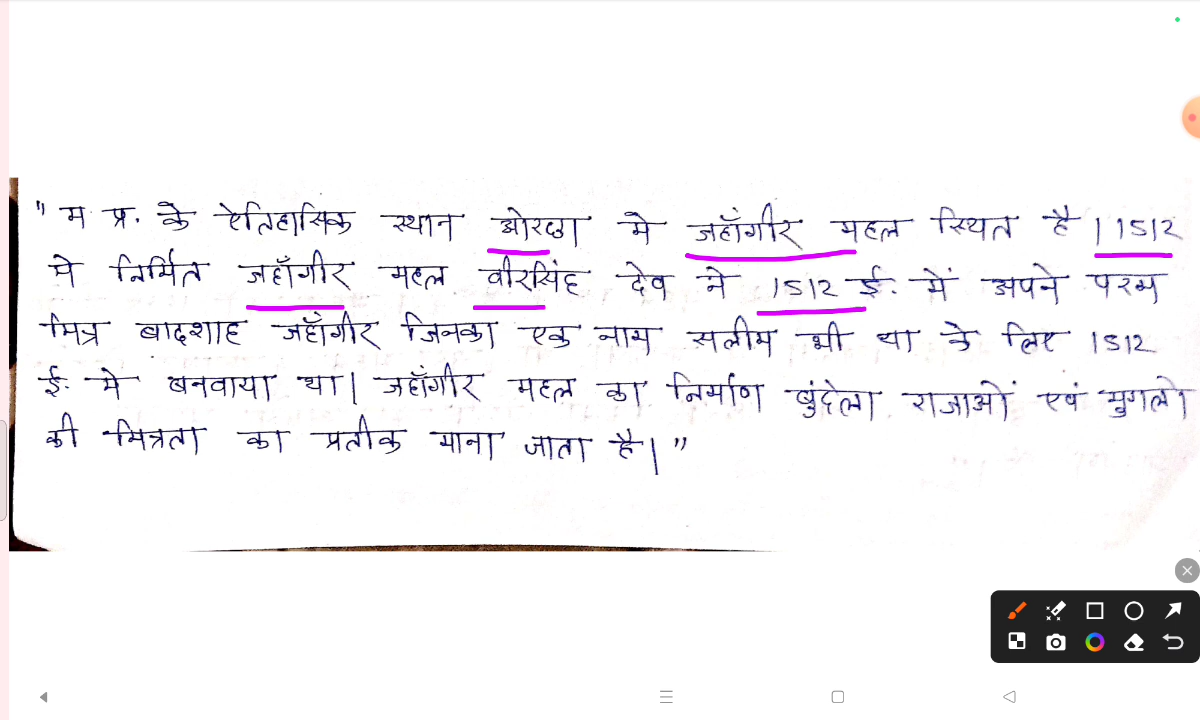 " म. प्र. के ऐतिहासिक स्थान ओरछा मे जहाँगीर महल स्थित है। 1512
मे निर्मित जहाँगीर महल वीरसिंह देव ने 1512 ई. में अपने परम
मित्र बादशाह जहाँगीर जिनका एक नाम सलीम भी था के लिए 1512
ई. मे बनवाया था। जहाँगीर महल का निर्माण बुंदेला राजाओं एवं मुगलो
की मित्रता का प्रतीक माना जाता है। "